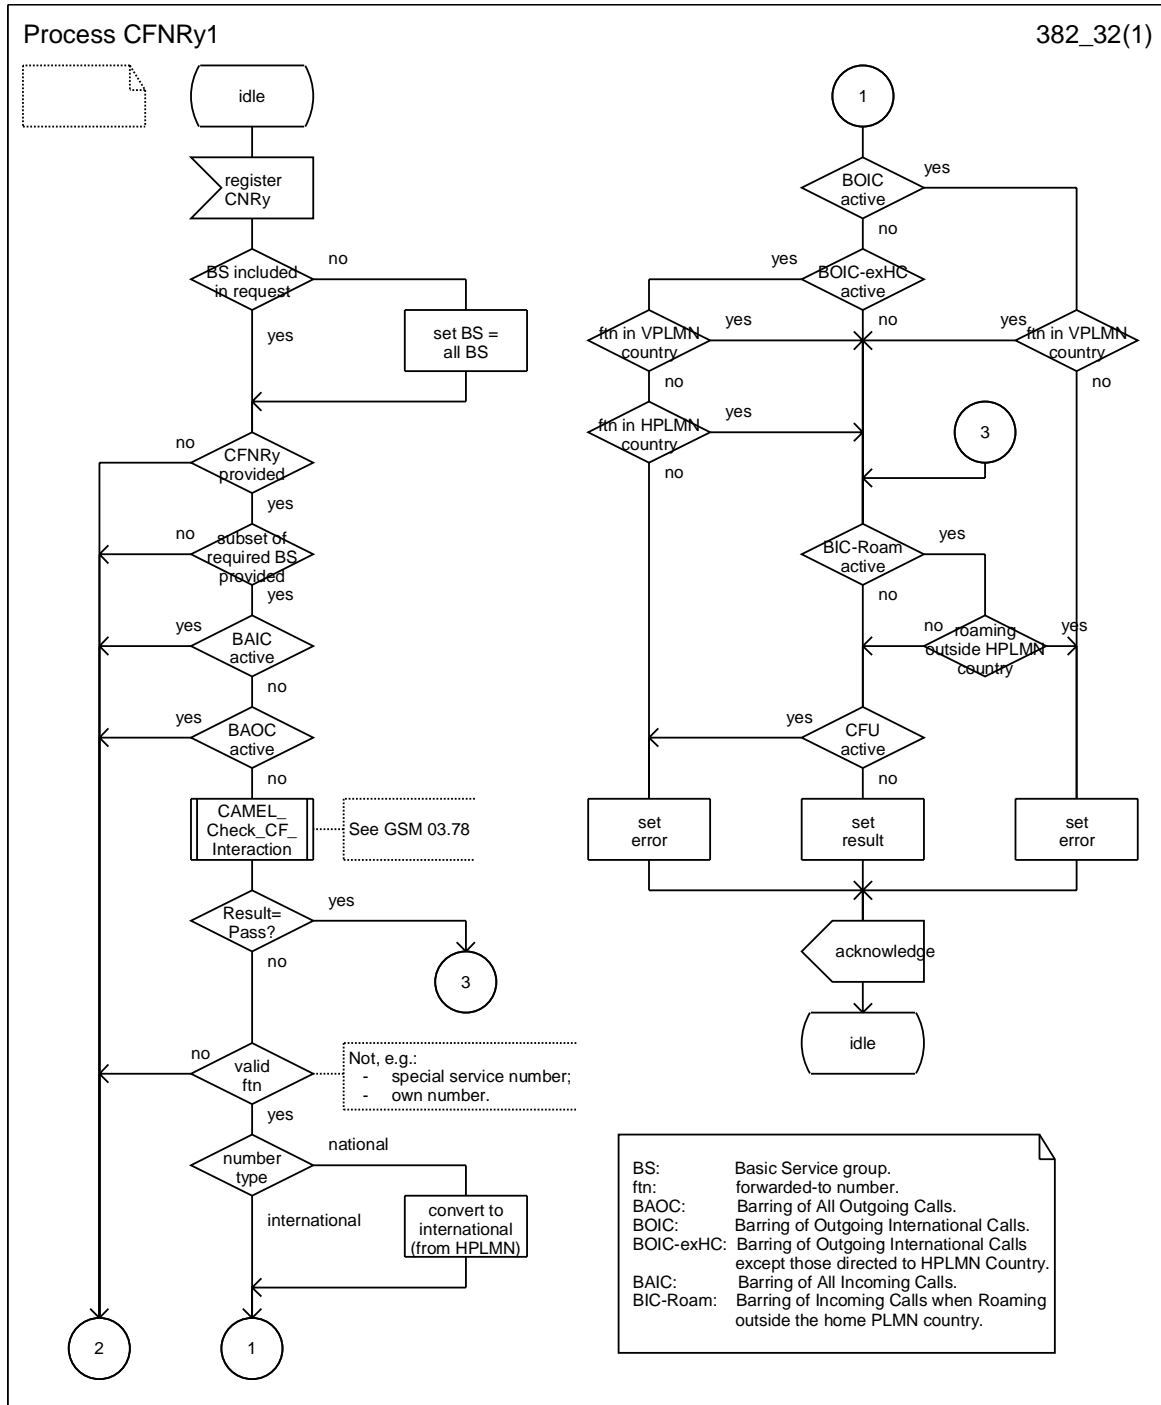 Process CFNRy1
382_32(1)
idle
register
CNRy
BS included
in request
no
yes
set BS =
all BS
no
CFNRy
provided
yes
no
subset of
required BS
provided
yes
yes
BAIC
active
no
yes
BAOC
active
no
CAMEL_
Check_CF_
Interaction
See GSM 03.78
Result=
Pass?
yes
no
3
no
valid
ftn
Not, e.g.:
- special service number;
- own number.
yes
number
type
national
international
convert to
international
(from HPLMN)
2
1
1
BOIC
active
yes
no
yes
BOIC-exHC
active
no
ftn in VPLMN
country
yes
no
yes
ftn in VPLMN
country
no
ftn in HPLMN
country
yes
no
3
BIC-Roam
active
yes
no
no
roaming
outside HPLMN
country
yes
yes
CFU
active
no
set
error
set
result
set
error
acknowledge
idle
BS: Basic Service group.
ftn: forwarded-to number.
BAOC: Barring of All Outgoing Calls.
BOIC: Barring of Outgoing International Calls.
BOIC-exHC: Barring of Outgoing International Calls
except those directed to HPLMN Country.
BAIC: Barring of All Incoming Calls.
BIC-Roam: Barring of Incoming Calls when Roaming
outside the home PLMN country.